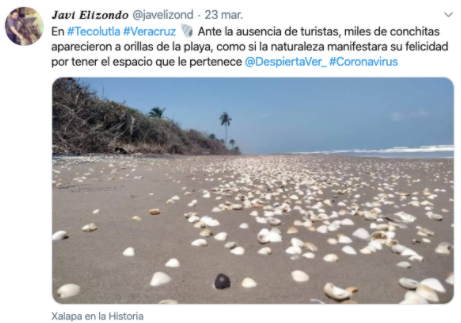 Javi Elizondo @javelizond · 23 mar.
En #Tecolutla #Veracruz 🐚 Ante la ausencia de turistas, miles de conchitas
aparecieron a orillas de la playa, como si la naturaleza manifestara su felicidad
por tener el espacio que le pertenece @DespiertaVer_ #Coronavirus
Xalapa en la Historia